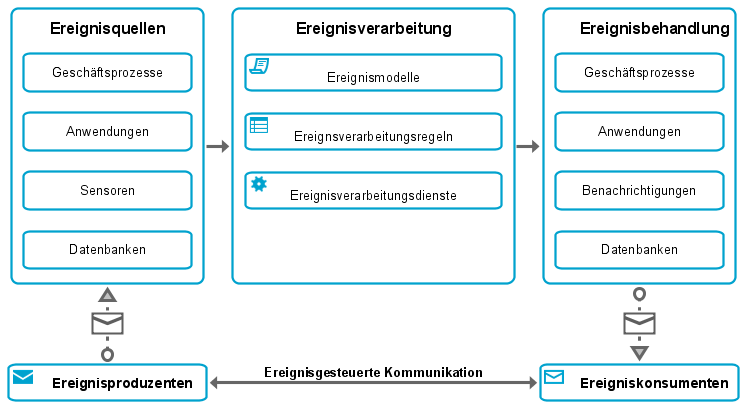 Ereignisquellen
Geschäftsprozesse
Anwendungen
Sensoren
Datenbanken
Ereignisverarbeitung
Ereignismodelle
Ereignsverarbeitungsregeln
Ereignisverarbeitungsdienste
Ereignisbehandlung
Geschäftsprozesse
Anwendungen
Benachrichtigungen
Datenbanken
Ereignisproduzenten
Ereignisgesteuerte Kommunikation
Ereigniskonsumenten